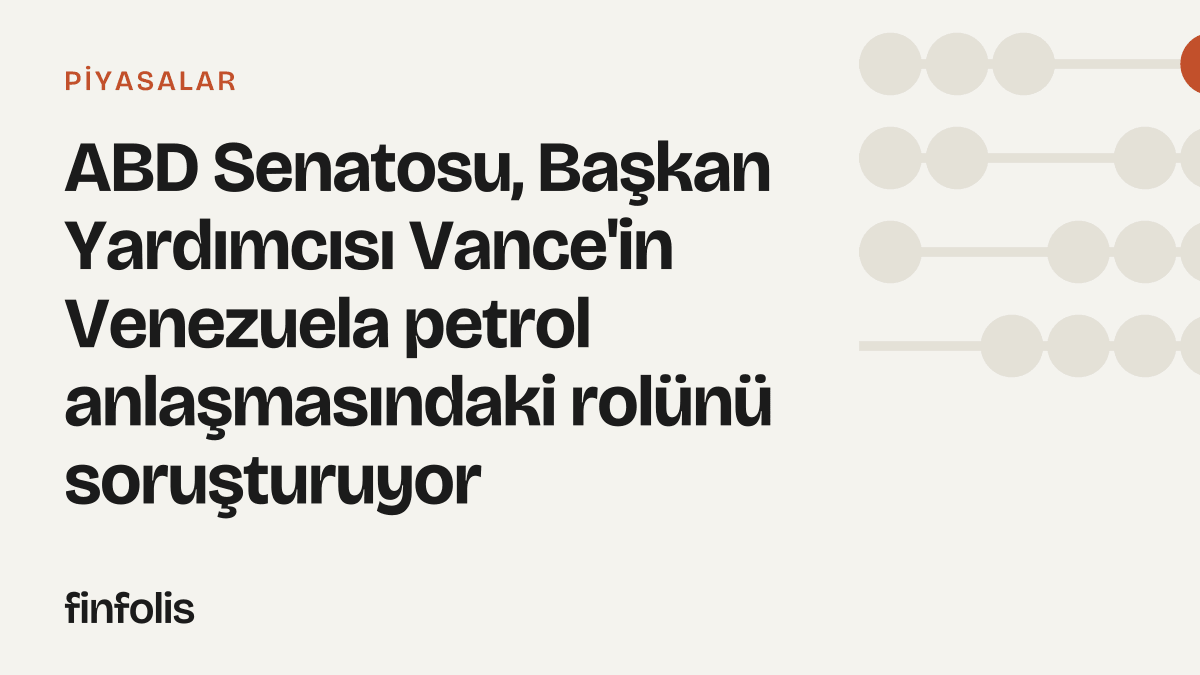 PİYASALAR
ABD Senatosu, Başkan
Yardımcısı Vance'in
Venezuela petrol
anlaşmasındaki rolünü
soruşturuyor
finfolis